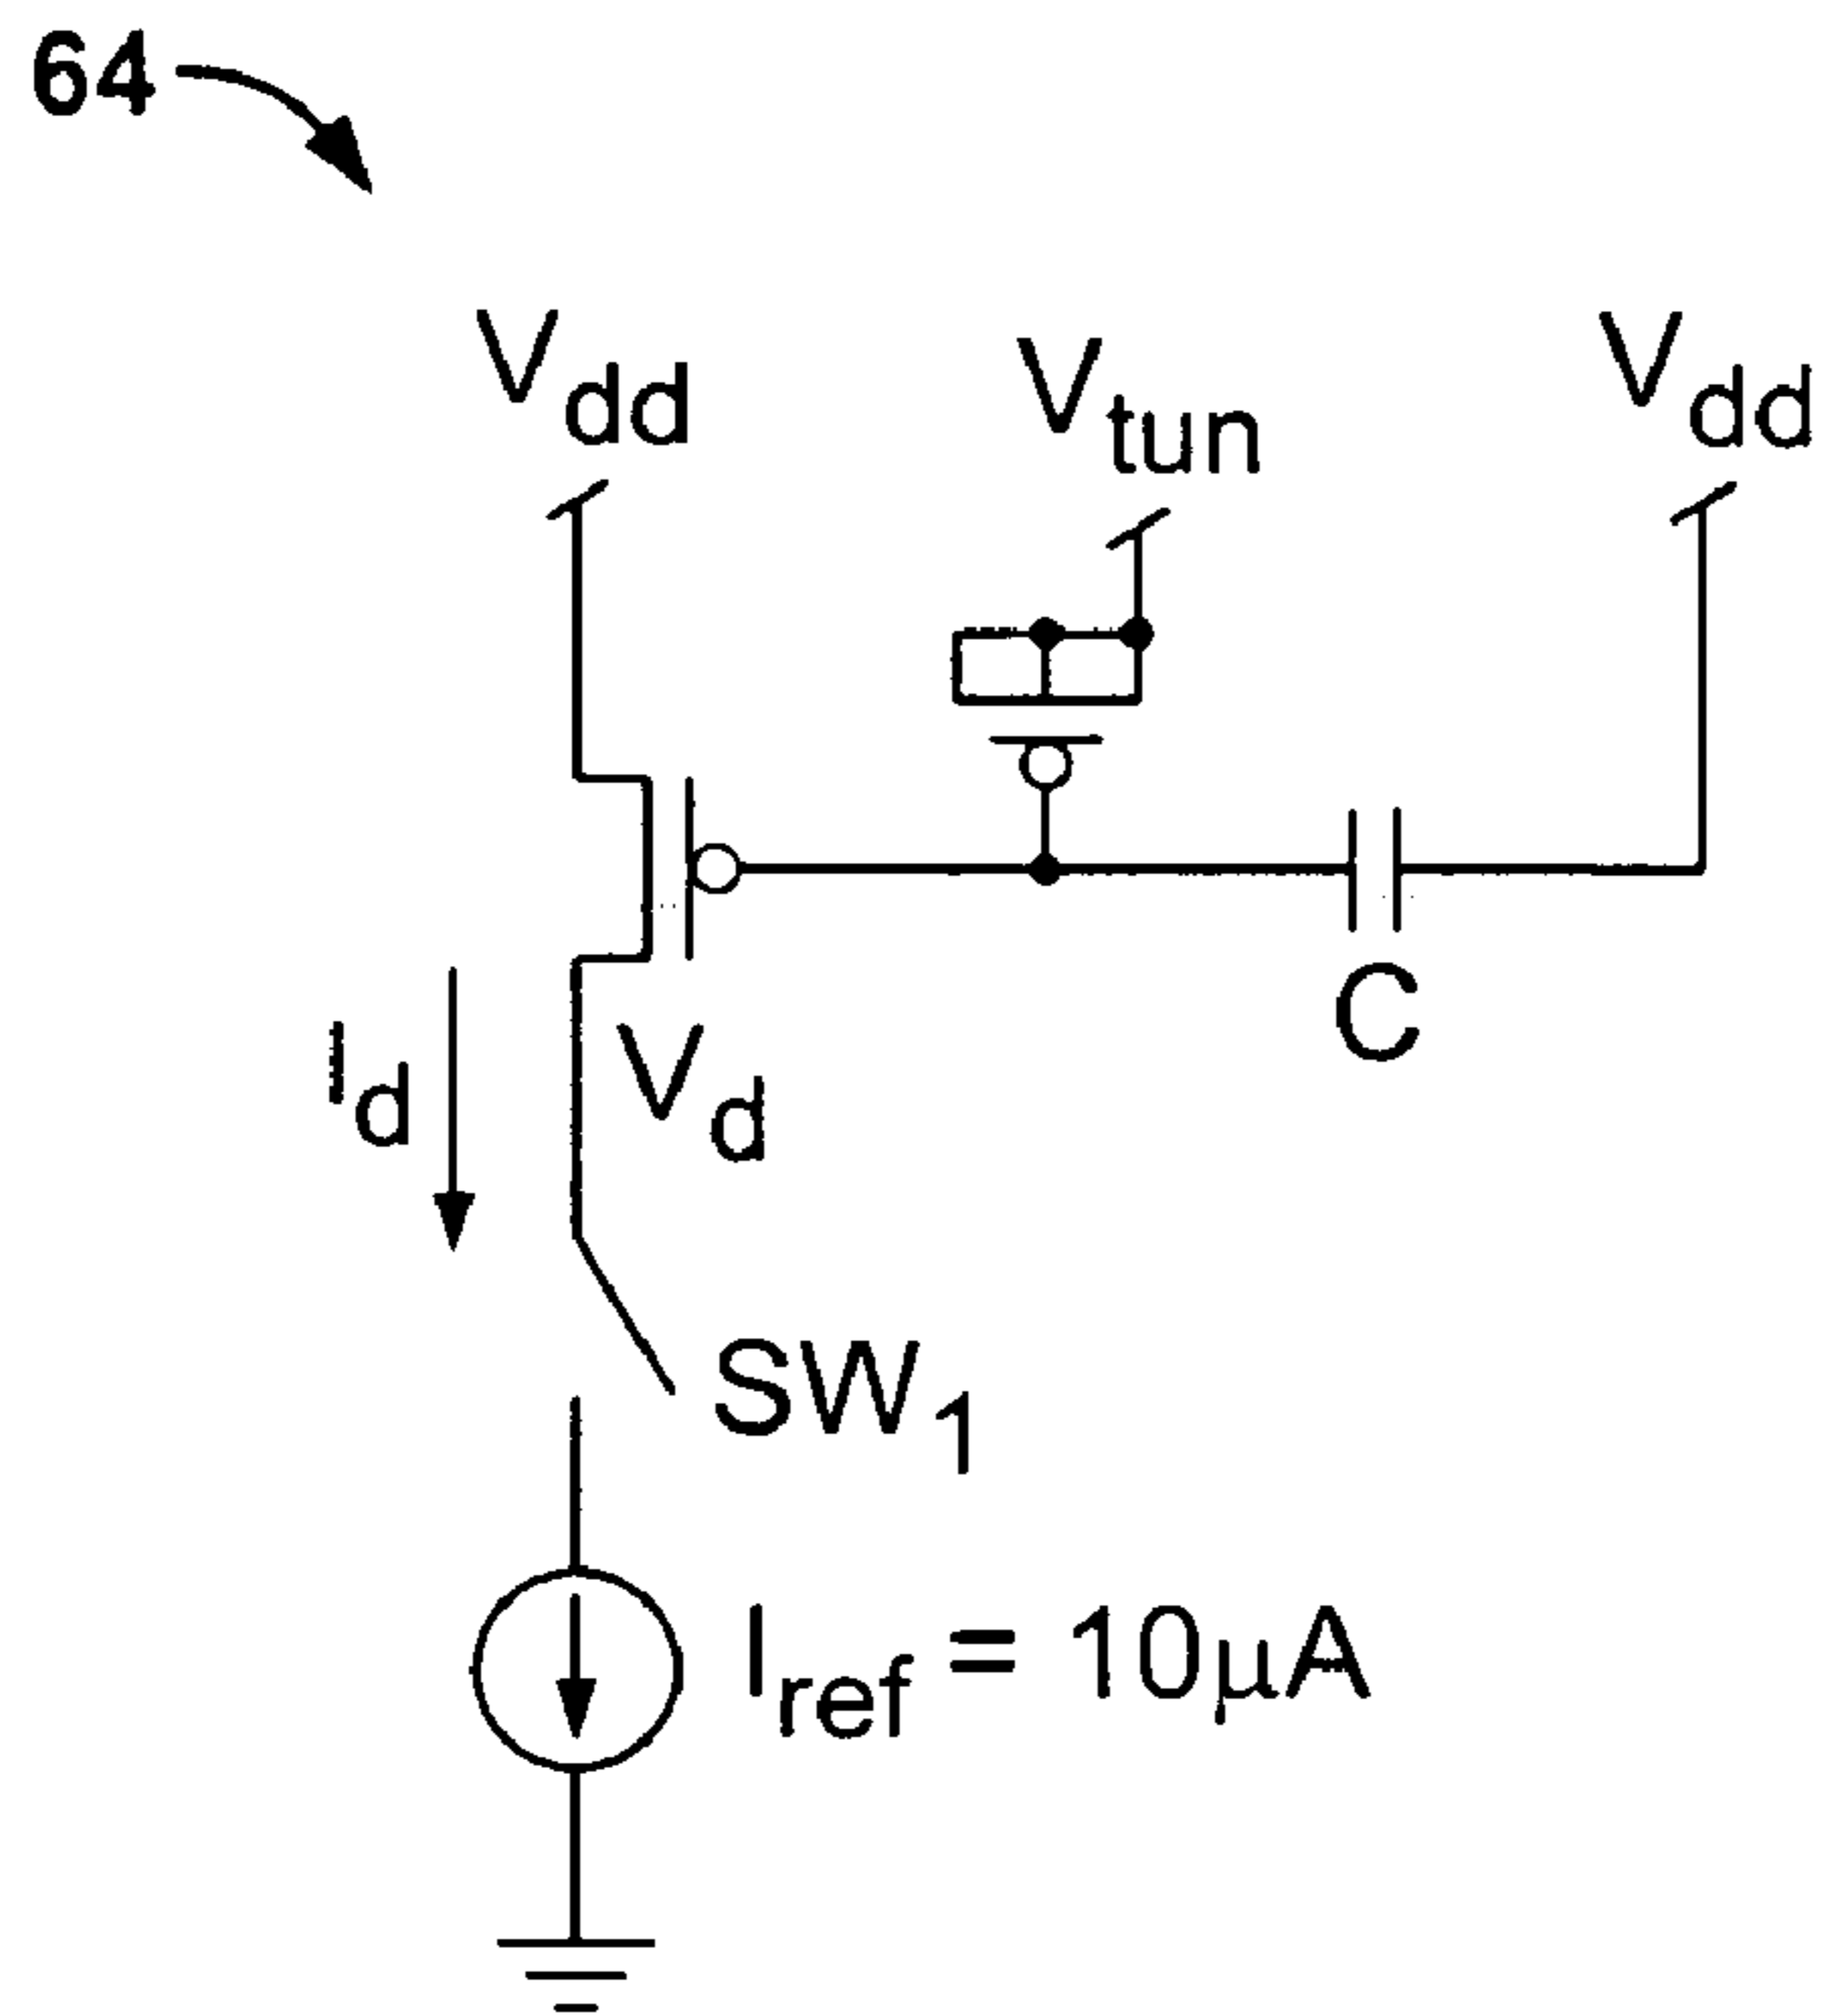 64
Vdd
Vtun
Vdd
Id
Vd
C
SW1
Iref = 10μA